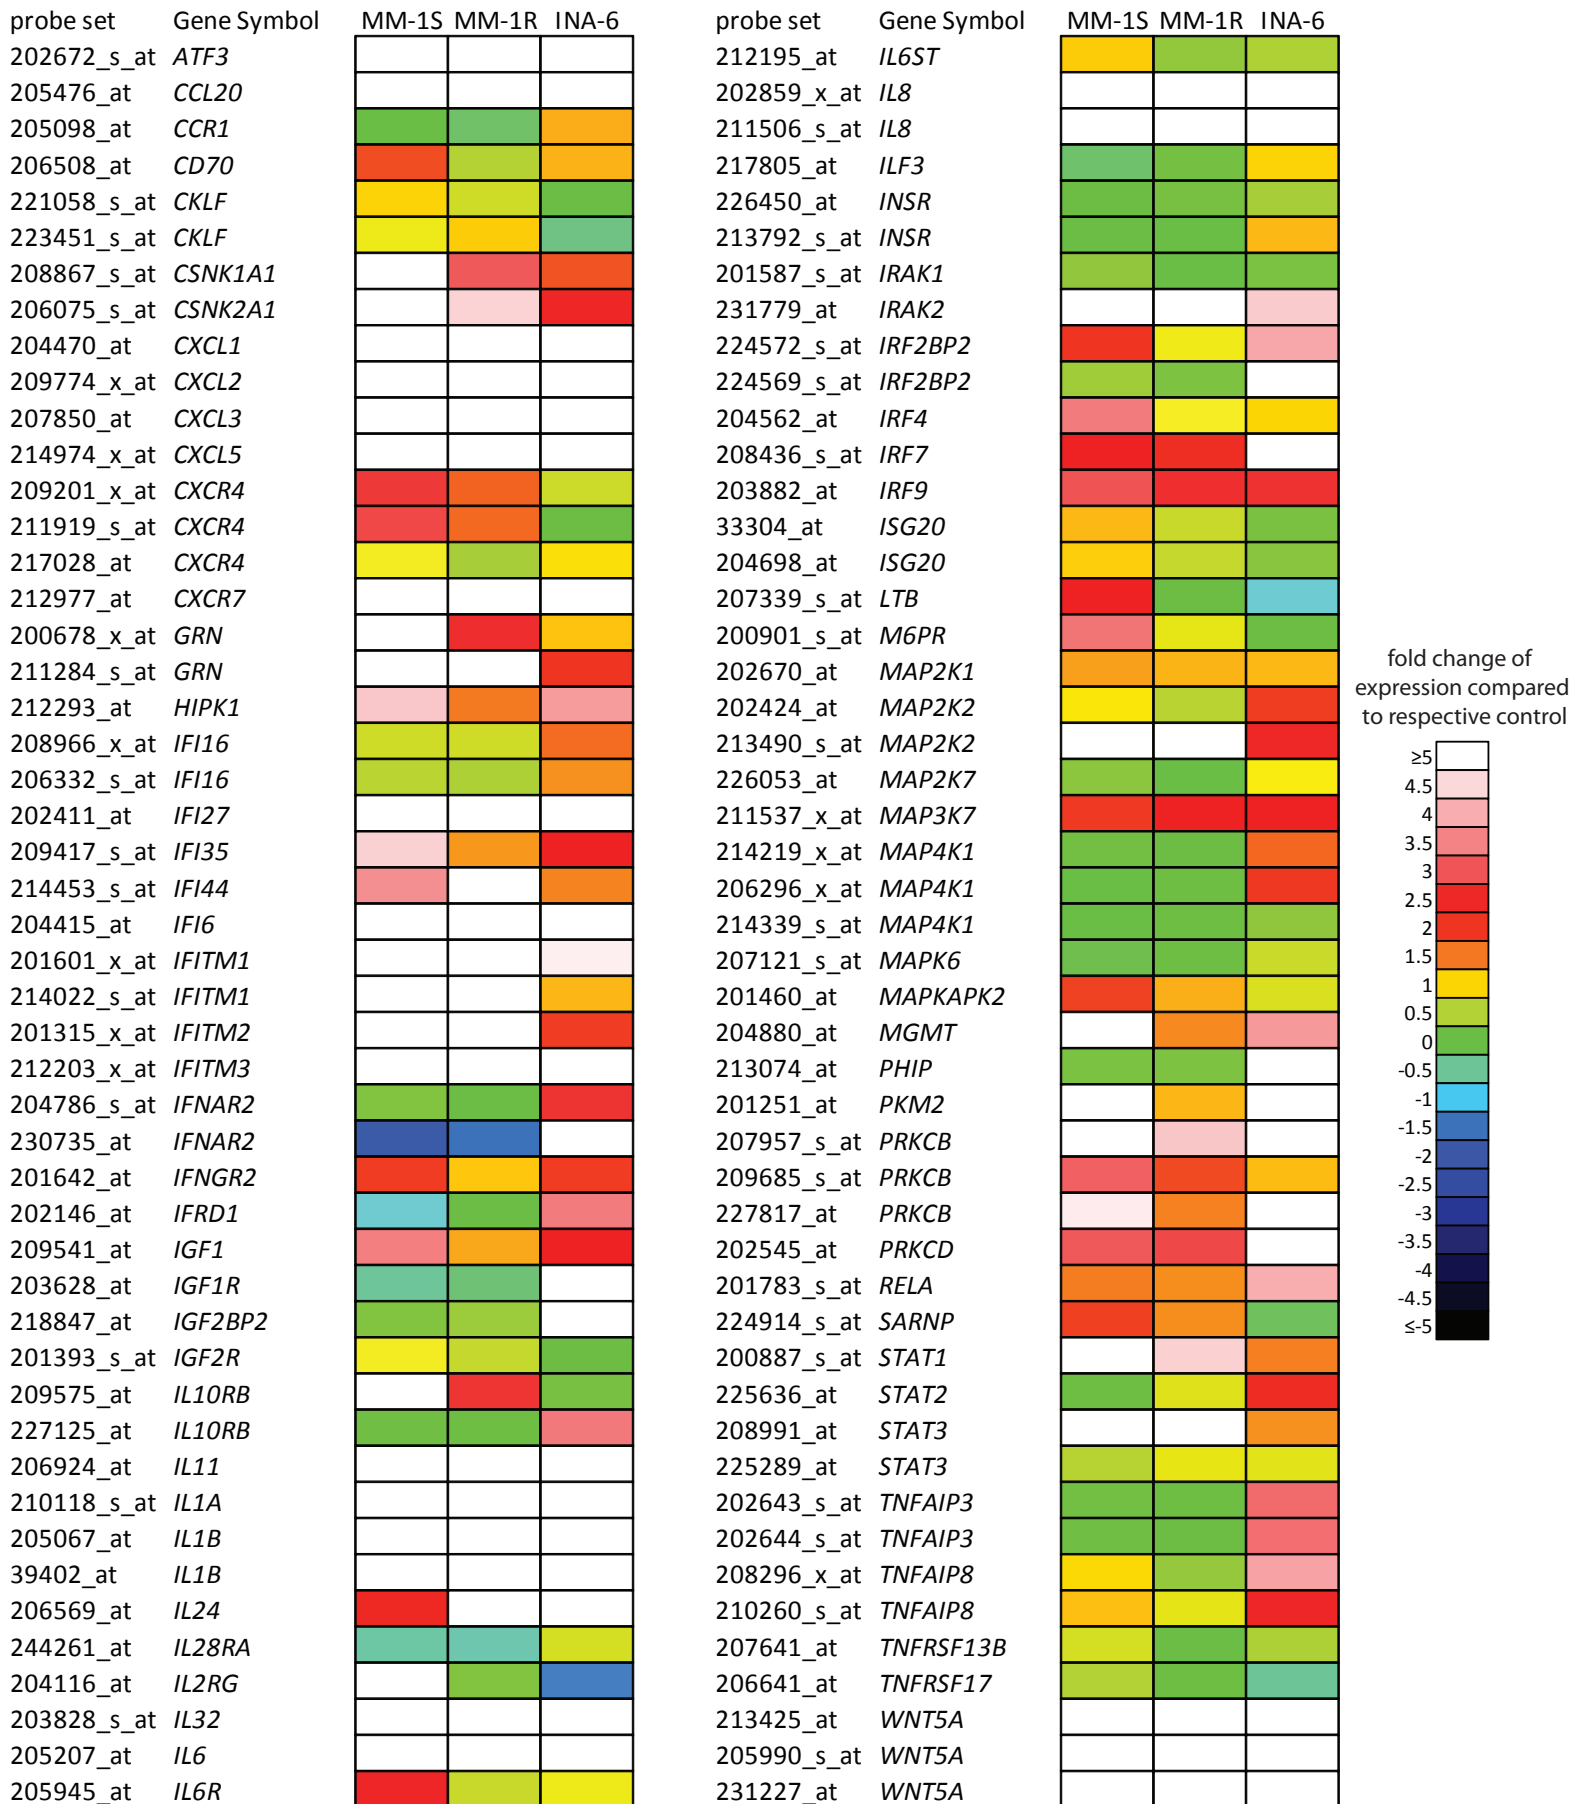 probe set Gene Symbol MM-1S MM-1R INA-6
202672_s_at ATF3
205476_at CCL20
205098_at CCR1
206508_at CD70
221058_s_at CKLF
223451_s_at CKLF
208867_s_at CSNK1A1
206075_s_at CSNK2A1
204470_at CXCL1
209774_x_at CXCL2
207850_at CXCL3
214974_x_at CXCL5
209201_x_at CXCR4
211919_s_at CXCR4
217028_at CXCR4
212977_at CXCR7
200678_x_at GRN
211284_s_at GRN
212293_at HIPK1
208966_x_at IFI16
206332_s_at IFI16
202411_at IFI27
209417_s_at IFI35
214453_s_at IFI44
204415_at IFI6
201601_x_at IFITM1
214022_s_at IFITM1
201315_x_at IFITM2
212203_x_at IFITM3
204786_s_at IFNAR2
230735_at IFNAR2
201642_at IFNGR2
202146_at IFRD1
209541_at IGF1
203628_at IGF1R
218847_at IGF2BP2
201393_s_at IGF2R
209575_at IL10RB
227125_at IL10RB
206924_at IL11
210118_s_at IL1A
205067_at IL1B
39402_at IL1B
206569_at IL24
244261_at IL28RA
204116_at IL2RG
203828_s_at IL32
205207_at IL6
205945_at IL6R
probe set Gene Symbol MM-1S MM-1R INA-6
212195_at IL6ST
202859_x_at IL8
211506_s_at IL8
217805_at ILF3
226450_at INSR
213792_s_at INSR
201587_s_at IRAK1
231779_at IRAK2
224572_s_at IRF2BP2
224569_s_at IRF2BP2
204562_at IRF4
208436_s_at IRF7
203882_at IRF9
33304_at ISG20
204698_at ISG20
207339_s_at LTB
200901_s_at M6PR
202670_at MAP2K1
202424_at MAP2K2
213490_s_at MAP2K2
226053_at MAP2K7
211537_x_at MAP3K7
214219_x_at MAP4K1
206296_x_at MAP4K1
214339_s_at MAP4K1
207121_s_at MAPK6
201460_at MAPKAPK2
204880_at MGMT
213074_at PHIP
201251_at PKM2
207957_s_at PRKCB
209685_s_at PRKCB
227817_at PRKCB
202545_at PRKCD
201783_s_at RELA
224914_s_at SARNP
200887_s_at STAT1
225636_at STAT2
208991_at STAT3
225289_at STAT3
202643_s_at TNFAIP3
202644_s_at TNFAIP3
208296_x_at TNFAIP8
210260_s_at TNFAIP8
207641_at TNFRSF13B
206641_at TNFRSF17
213425_at WNT5A
205990_s_at WNT5A
231227_at WNT5A
fold change of
expression compared
to respective control
≥5
4.5
4
3.5
3
2.5
2
1.5
1
0.5
0
-0.5
-1
-1.5
-2
-2.5
-3
-3.5
-4
-4.5
≤-5